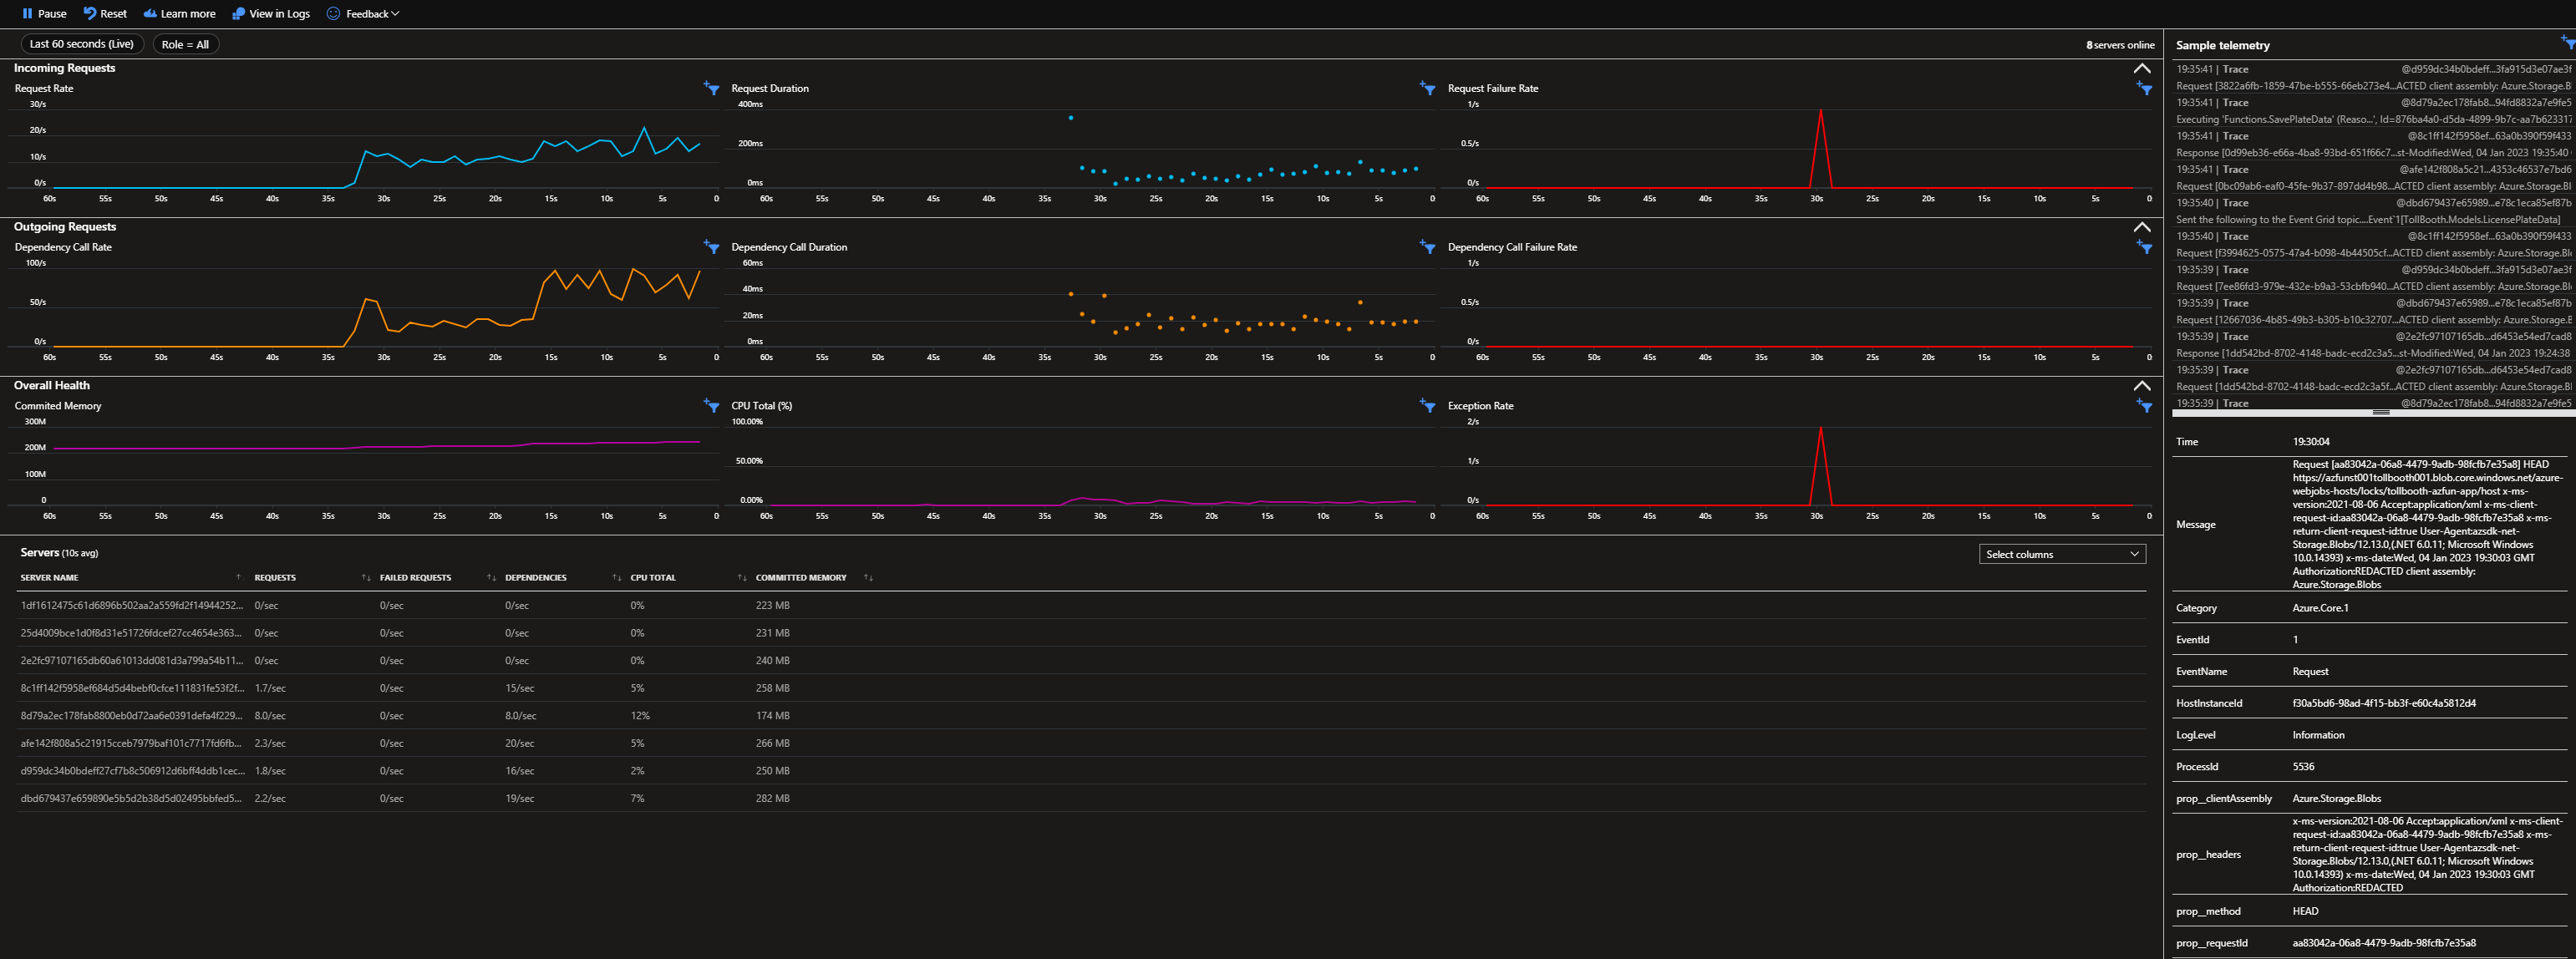 Pause Reset Learn more View in Logs Feedback
Last 60 seconds (Live) Role = All 8 servers online
Incoming Requests
Request Rate
30/s
20/s
10/s
0/s
60s 55s 50s 45s 40s 35s 30s 25s 20s 15s 10s 5s 0
Request Duration
400ms
200ms
0ms
60s 55s 50s 45s 40s 35s 30s 25s 20s 15s 10s 5s 0
Request Failure Rate
1/s
0.5/s
0/s
60s 55s 50s 45s 40s 35s 30s 25s 20s 15s 10s 5s 0
Outgoing Requests
Dependency Call Rate
100/s
50/s
0/s
60s 55s 50s 45s 40s 35s 30s 25s 20s 15s 10s 5s 0
Dependency Call Duration
60ms
40ms
20ms
0ms
60s 55s 50s 45s 40s 35s 30s 25s 20s 15s 10s 5s 0
Dependency Call Failure Rate
1/s
0.5/s
0/s
60s 55s 50s 45s 40s 35s 30s 25s 20s 15s 10s 5s 0
Overall Health
Commited Memory
300M
200M
100M
0
60s 55s 50s 45s 40s 35s 30s 25s 20s 15s 10s 5s 0
CPU Total (%)
100.00%
50.00%
0.00%
60s 55s 50s 45s 40s 35s 30s 25s 20s 15s 10s 5s 0
Exception Rate
2/s
1/s
0/s
60s 55s 50s 45s 40s 35s 30s 25s 20s 15s 10s 5s 0
Servers (10s avg) Select columns
SERVER NAME REQUESTS FAILED REQUESTS DEPENDENCIES CPU TOTAL COMMITTED MEMORY
1df1612475c61d6896b502aa2a559fd2f14944252... 0/sec 0/sec 0/sec 0% 223 MB
25d4009bce1d0f8d31e51726fdcef27cc4654e363... 0/sec 0/sec 0/sec 0% 231 MB
2e2fc97107165db60a61013dd081d3a799a54b11... 0/sec 0/sec 0/sec 0% 240 MB
8c1ff142f5958ef684d5d4bebf0cfce111831fe53f2f... 1.7/sec 0/sec 15/sec 5% 258 MB
8d79a2ec178fab8800eb0d72aa6e0391defa4f229... 8.0/sec 0/sec 8.0/sec 12% 174 MB
afe142f808a5c21915cceb7979baf101c7717fd6fb... 2.3/sec 0/sec 20/sec 5% 266 MB
d959dc34b0bdeff27cf7b8c506912d6bff4ddb1cec... 1.8/sec 0/sec 16/sec 2% 250 MB
dbd679437e659890e5b5d2b38d5d02495bbfed5... 2.2/sec 0/sec 19/sec 7% 282 MB
Sample telemetry
19:35:41 | Trace @d959dc34b0bdeff...3fa915d3e07ae3f
Request [3822a6fb-1859-47be-b555-66eb273e4...ACTED client assembly: Azure.Storage.B
19:35:41 | Trace @8d79a2ec178fab8...94fd8832a7e9fe5
Executing 'Functions.SavePlateData' (Reaso...', Id=876ba4a0-d5da-4899-9b7c-aa7b623317
19:35:41 | Trace @8c1ff142f5958ef...63a0b390f59f433
Response [0d99eb36-e66a-4ba8-93bd-651f66c7...st-Modified:Wed, 04 Jan 2023 19:35:40
19:35:41 | Trace @afe142f808a5c21...4353c46537e7bd6
Request [0bc09ab6-eaf0-45fe-9b37-897dd4b98...ACTED client assembly: Azure.Storage.Bl
19:35:40 | Trace @dbd679437e65989...e78c1eca85ef87b
Sent the following to the Event Grid topic....Event`1[TollBooth.Models.LicensePlateData]
19:35:40 | Trace @8c1ff142f5958ef...63a0b390f59f433
Request [f3994625-0575-47a4-b098-4b44505cf...ACTED client assembly: Azure.Storage.Blo
19:35:39 | Trace @d959dc34b0bdeff...3fa915d3e07ae3f
Request [7ee86fd3-979e-432e-b9a3-53cbfb940...ACTED client assembly: Azure.Storage.Bl
19:35:39 | Trace @dbd679437e65989...e78c1eca85ef87b
Request [12667036-4b85-49b3-b305-b10c32707...ACTED client assembly: Azure.Storage.B
19:35:39 | Trace @2e2fc97107165db...d6453e54ed7cad8
Response [1dd542bd-8702-4148-badc-ecd2c3a5...st-Modified:Wed, 04 Jan 2023 19:24:38
19:35:39 | Trace @2e2fc97107165db...d6453e54ed7cad8
Request [1dd542bd-8702-4148-badc-ecd2c3a5f...ACTED client assembly: Azure.Storage.B
19:35:39 | Trace @8d79a2ec178fab8...94fd8832a7e9fe5
Time 19:30:04
Message
Request [aa83042a-06a8-4479-9adb-98fcfb7e35a8] HEAD
https://azfunst001tollbooth001.blob.core.windows.net/azure-
webjobs-hosts/locks/tollbooth-azfun-app/host x-ms-
version:2021-08-06 Accept:application/xml x-ms-client-
request-id:aa83042a-06a8-4479-9adb-98fcfb7e35a8 x-ms-
return-client-request-id:true User-Agent:azsdk-net-
Storage.Blobs/12.13.0,(.NET 6.0.11; Microsoft Windows
10.0.14393) x-ms-date:Wed, 04 Jan 2023 19:30:03 GMT
Authorization:REDACTED client assembly:
Azure.Storage.Blobs
Category Azure.Core.1
EventId 1
EventName Request
HostInstanceId f30a5bd6-98ad-4f15-bb3f-e60c4a5812d4
LogLevel Information
ProcessId 5536
prop__clientAssembly Azure.Storage.Blobs
prop__headers
x-ms-version:2021-08-06 Accept:application/xml x-ms-client-
request-id:aa83042a-06a8-4479-9adb-98fcfb7e35a8 x-ms-
return-client-request-id:true User-Agent:azsdk-net-
Storage.Blobs/12.13.0,(.NET 6.0.11; Microsoft Windows
10.0.14393) x-ms-date:Wed, 04 Jan 2023 19:30:03 GMT
Authorization:REDACTED
prop__method HEAD
prop__requestId aa83042a-06a8-4479-9adb-98fcfb7e35a8